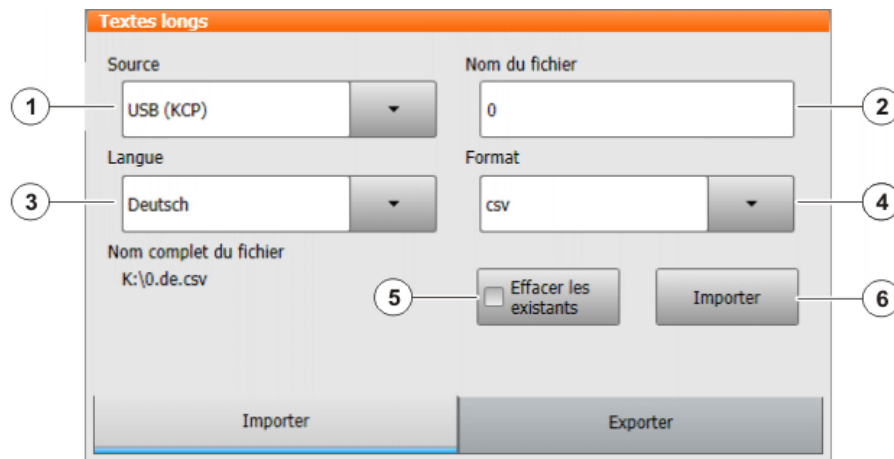 Textes longs
Source
Nom du fichier
1
USB (KCP)
0
2
Langue
Format
3
Deutsch
csv
4
Nom complet du fichier
K:\0.de.csv
5
Effacer les
existants
Importer
6
Importer
Exporter